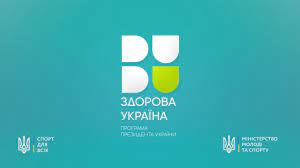 ЗДОРОВА
УКРАЇНА
ПРОГРАМА
ПРЕЗИДЕНТА УКРАЇНИ
СПОРТ
ДЛЯ
ВСІХ
МІНІСТЕРСТВО
МОЛОДІ
ТА СПОРТУ